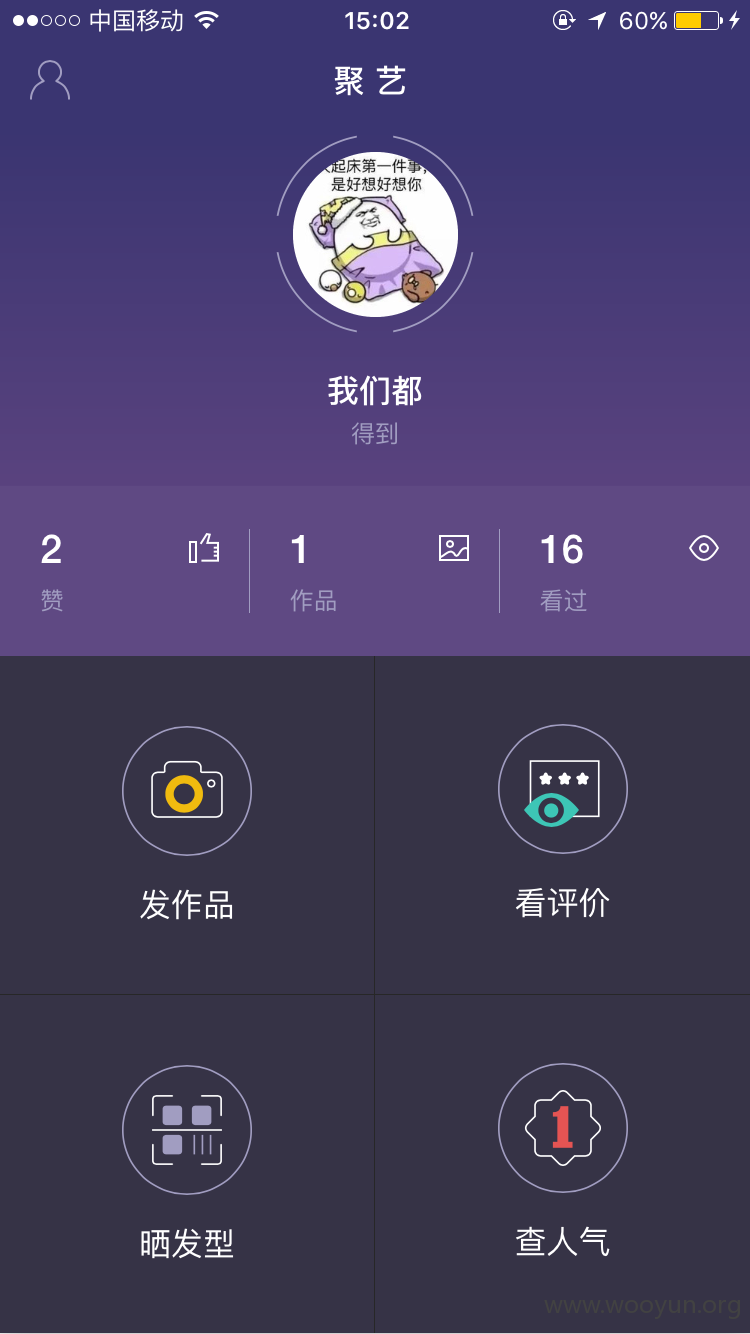 中国移动
15:02
60%
聚 艺
起床第一件事,
是好想好想你
我们都
得到
2
1
16
赞
作品
看过
发作品
看评价
晒发型
1
查人气
www.wooyun.org